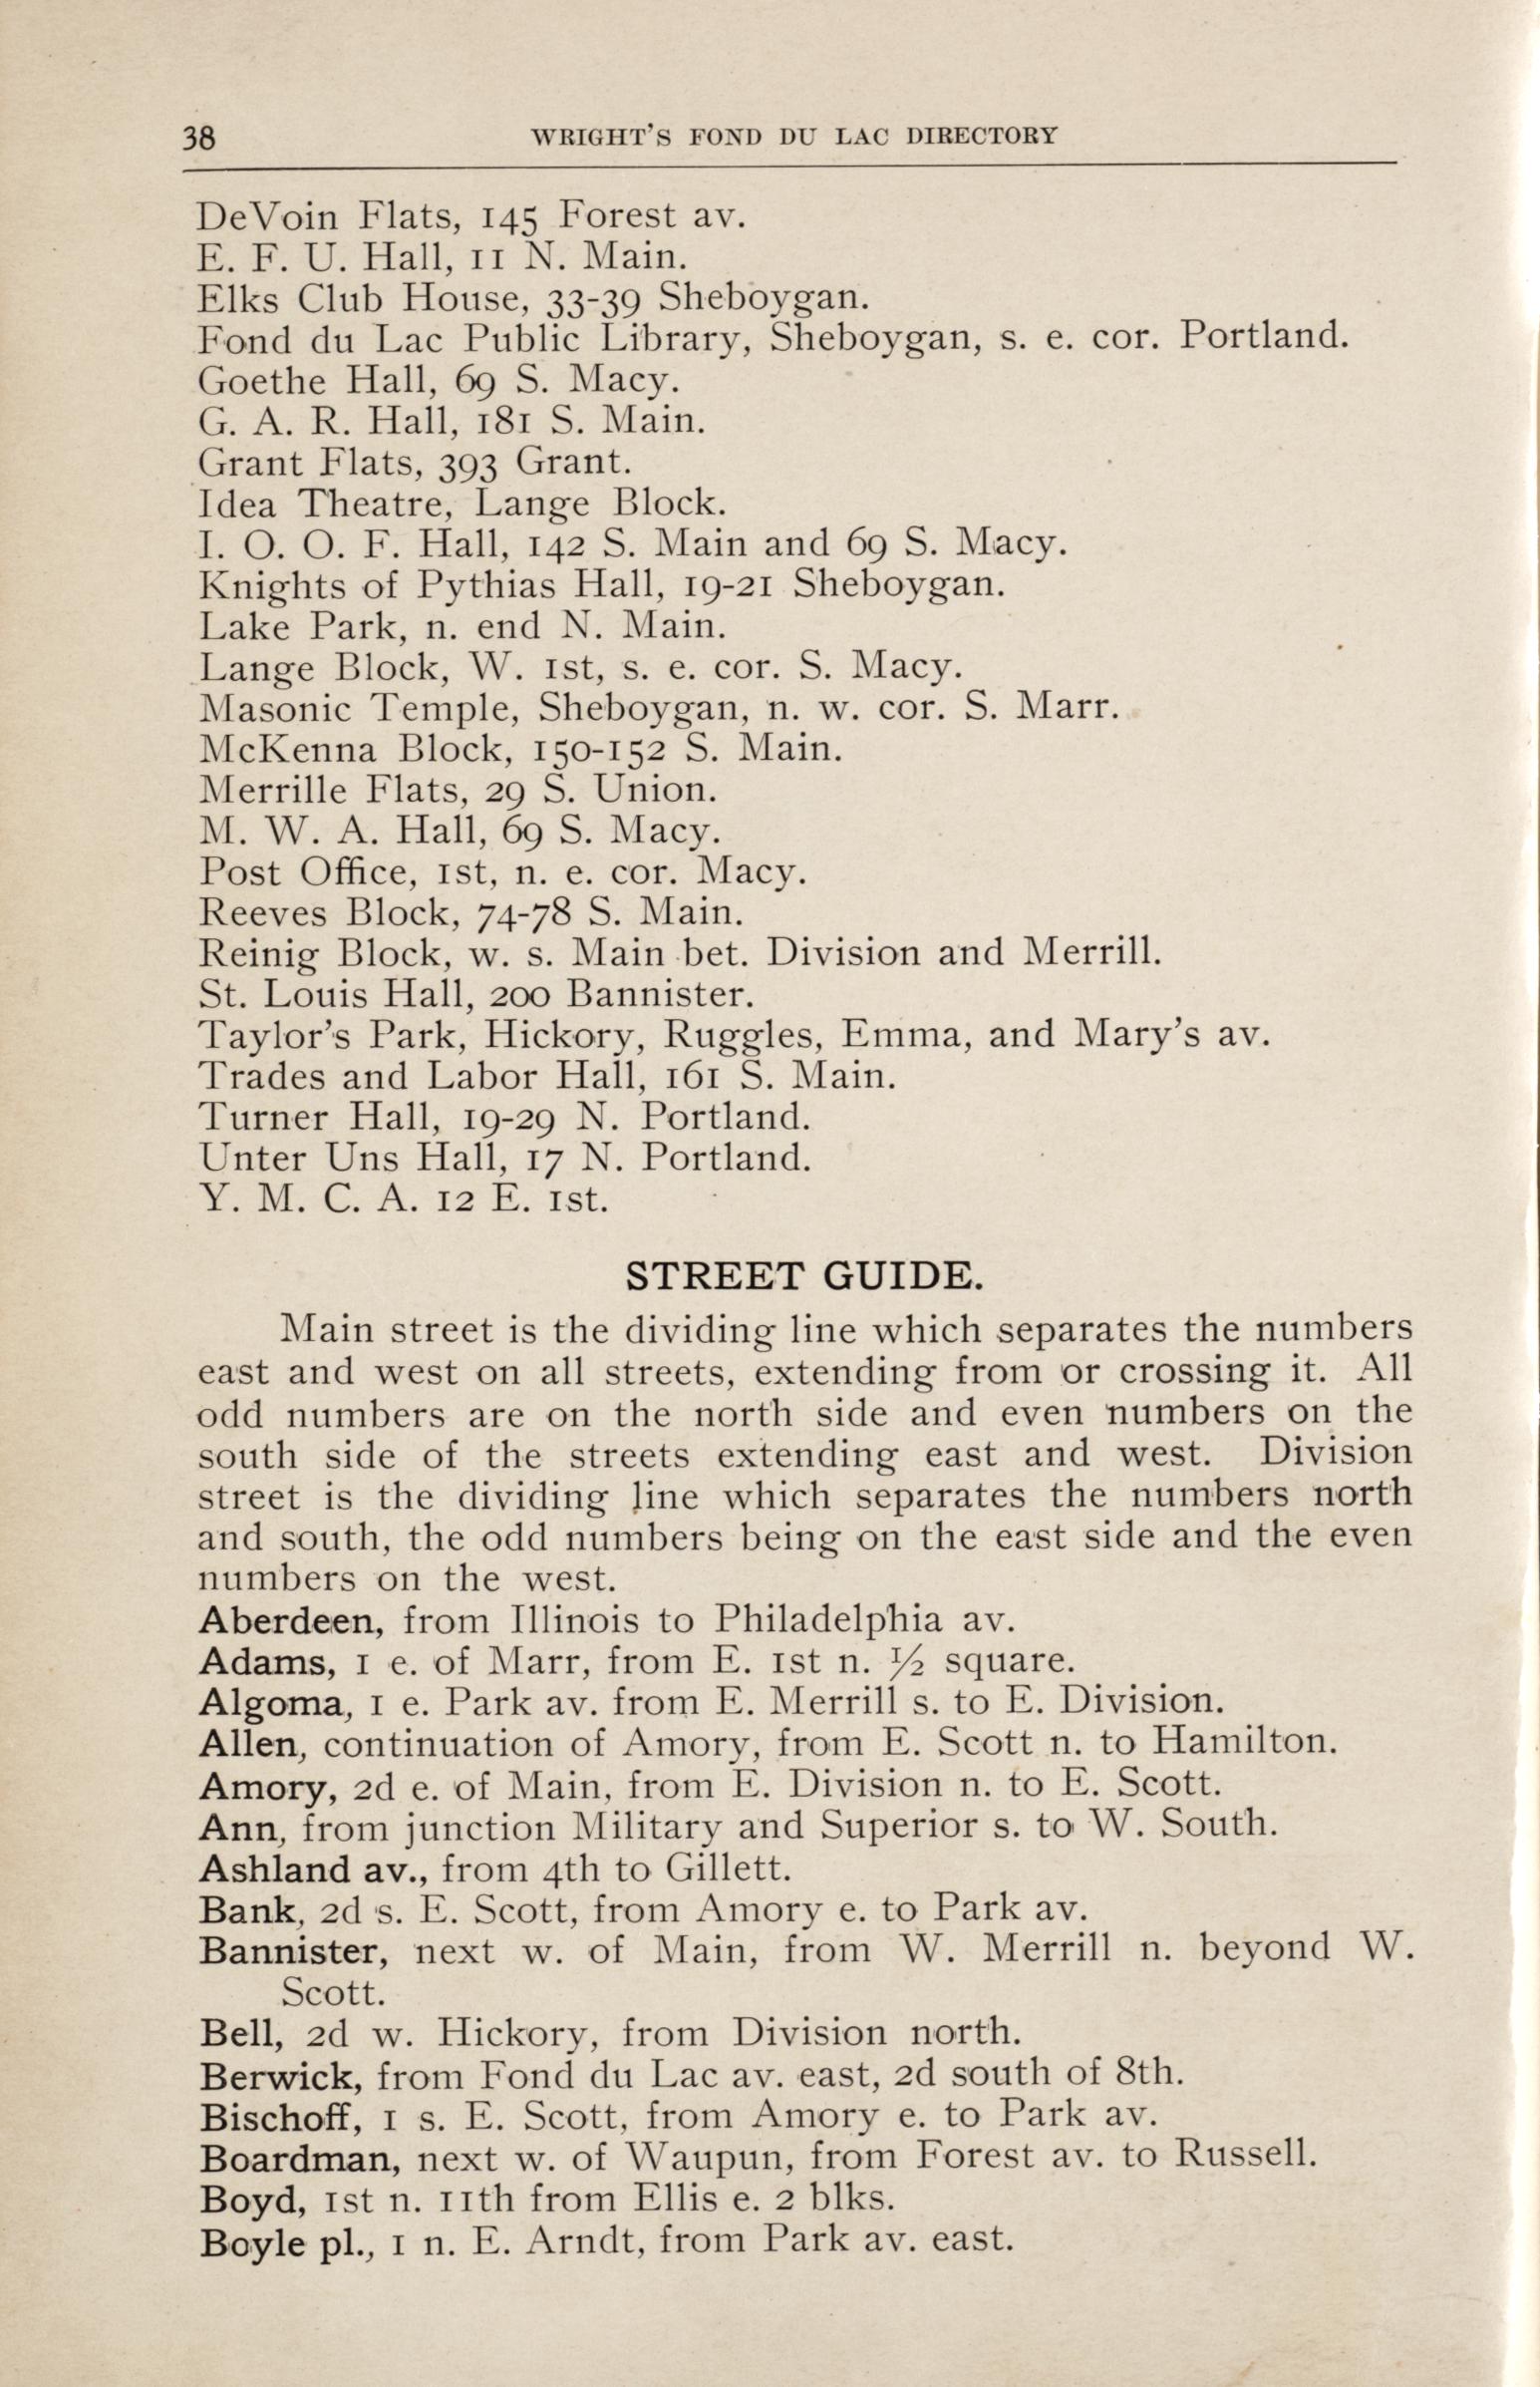 38 WRIGHT'S FOND DU LAC DIRECTORY
DeVoin Flats, 145 Forest av.
E. F. U. Hall, 11 N. Main.
Elks Club House, 33-39 Sheboygan.
Fond du Lac Public Library, Sheboygan, s. e. cor. Portland.
Goethe Hall, 69 S. Macy.
G. A. R. Hall, 181 S. Main.
Grant Flats, 393 Grant.
Idea Theatre, Lange Block.
I. O. O. F. Hall, 142 S. Main and 69 S. Macy.
Knights of Pythias Hall, 19-21 Sheboygan.
Lake Park, n. end N. Main.
Lange Block, W. 1st, s. e. cor. S. Macy.
Masonic Temple, Sheboygan, n. w. cor. S. Marr.
McKenna Block, 150-152 S. Main.
Merrille Flats, 29 S. Union.
M. W. A. Hall, 69 S. Macy.
Post Office, 1st, n. e. cor. Macy.
Reeves Block, 74-78 S. Main.
Reinig Block, w. s. Main bet. Division and Merrill.
St. Louis Hall, 200 Bannister.
Taylor's Park, Hickory, Ruggles, Emma, and Mary's av.
Trades and Labor Hall, 161 S. Main.
Turner Hall, 19-29 N. Portland.
Unter Uns Hall, 17 N. Portland.
Y. M. C. A. 12 E. 1st.
STREET GUIDE.
Main street is the dividing line which separates the numbers
east and west on all streets, extending from or crossing it. All
odd numbers are on the north side and even numbers on the
south side of the streets extending east and west. Division
street is the dividing line which separates the numbers north
and south, the odd numbers being on the east side and the even
numbers on the west.
Aberdeen, from Illinois to Philadelphia av.
Adams, 1 e. of Marr, from E. 1st n. ½ square.
Algoma, 1 e. Park av. from E. Merrill s. to E. Division.
Allen, continuation of Amory, from E. Scott n. to Hamilton.
Amory, 2d e. of Main, from E. Division n. to E. Scott.
Ann, from junction Military and Superior s. to W. South.
Ashland av., from 4th to Gillett.
Bank, 2d s. E. Scott, from Amory e. to Park av.
Bannister, next w. of Main, from W. Merrill n. beyond W.
Scott.
Bell, 2d w. Hickory, from Division north.
Berwick, from Fond du Lac av. east, 2d south of 8th.
Bischoff, 1 s. E. Scott, from Amory e. to Park av.
Boardman, next w. of Waupun, from Forest av. to Russell.
Boyd, 1st n. 11th from Ellis e. 2 blks.
Boyle pl., 1 n. E. Arndt, from Park av. east.